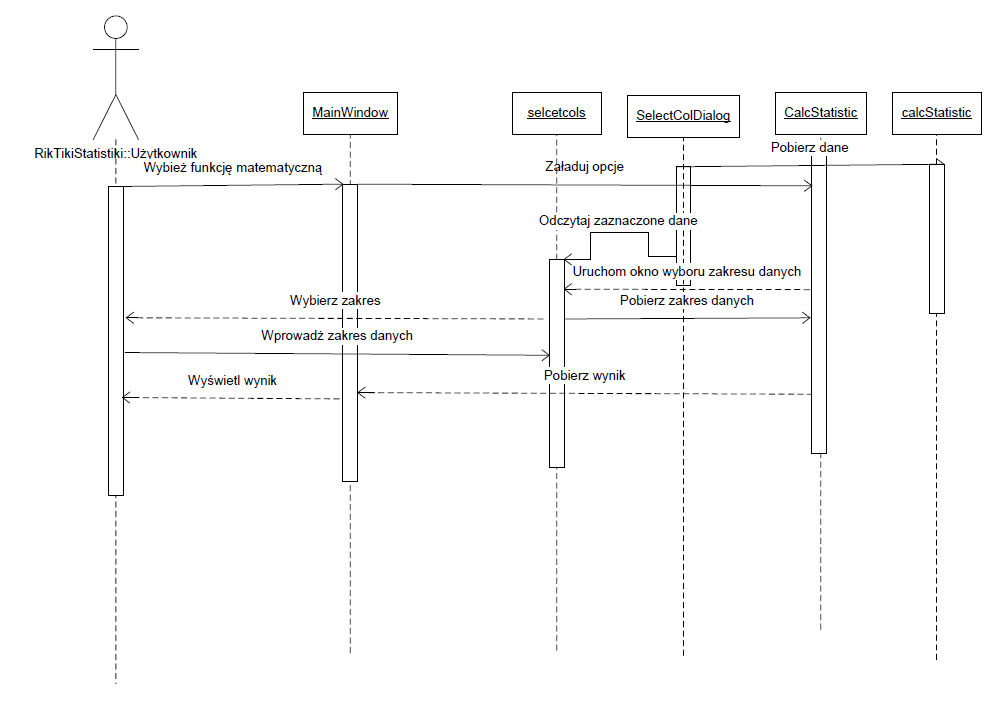 MainWindow
selcetcols
SelectColDialog
CalcStatistic
calcStatistic
RikTikiStatistiki::Użytkownik
Pobierz dane
Wybież funkcję matematyczną
Załaduj opcje
Odczytaj zaznaczone dane
Uruchom okno wyboru zakresu danych
Wybierz zakres
Pobierz zakres danych
Wprowadź zakres danych
Wyświetl wynik
Pobierz wynik